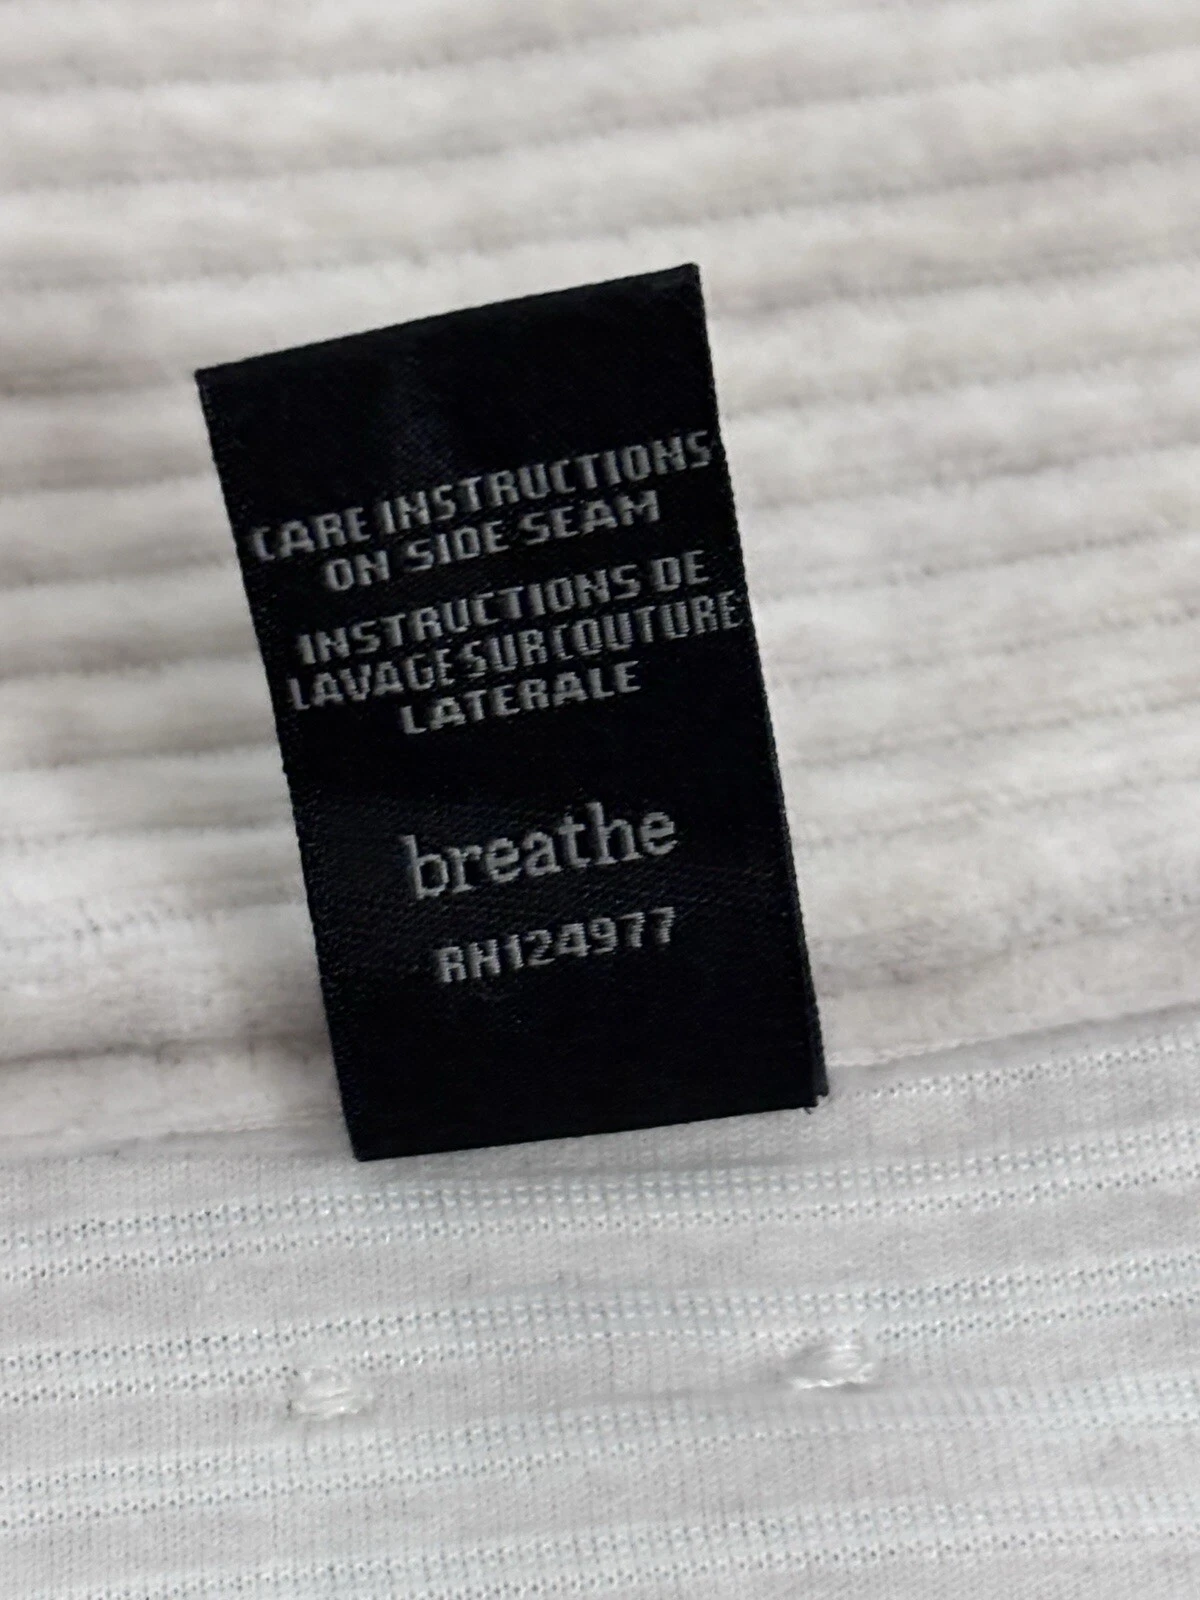 CARE INSTRUCTIONS
ON SIDE SEAM
INSTRUCTIONS DE
LAVAGE SUR COUTURE
LATERALE
breathe
RN124977